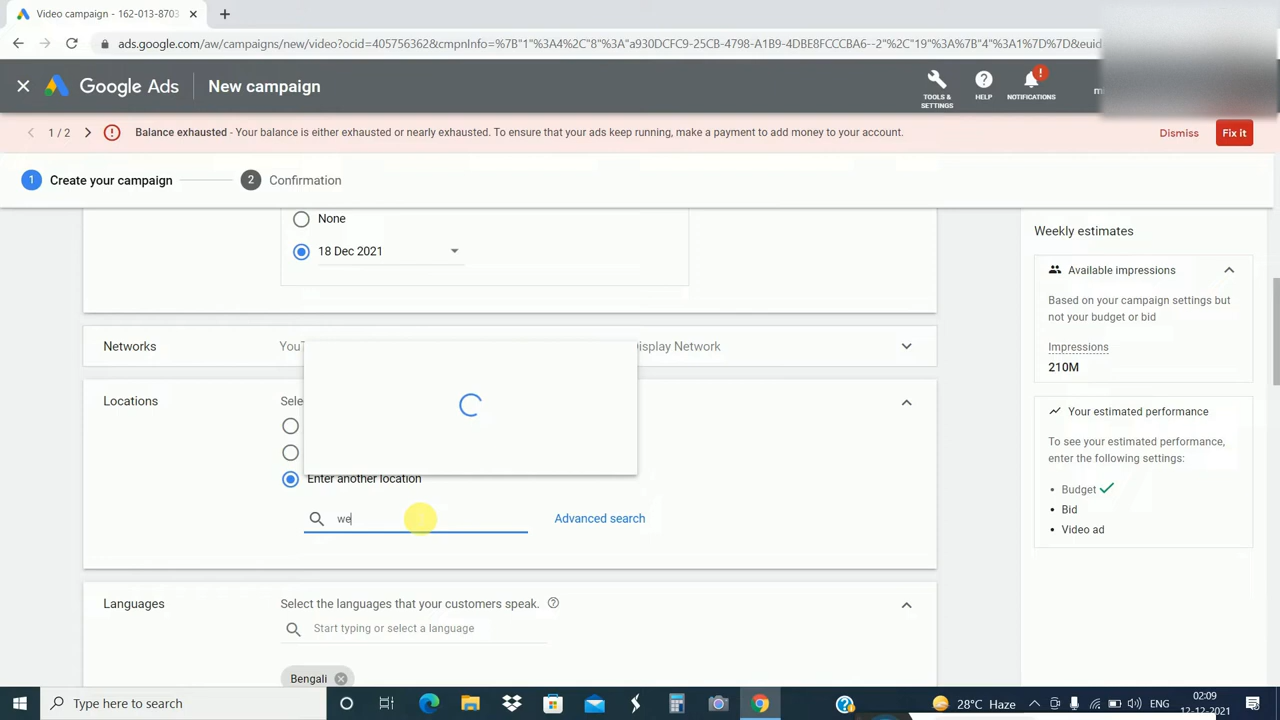 Video campaign - 162-013-8703
ads.google.com/aw/campaigns/new/video?ocid=405756362&cmpnInfo=%7B"1"%3A4%2C"8"%3A"a930DCFC9-25CB-4798-A1B9-4DBE8FCCCBA6--2"%2C"19"%3A%7B"4"%3A1%7D%7D&euid
Google Ads
New campaign
TOOLS &
SETTINGS
HELP
NOTIFICATIONS
1 / 2
Balance exhausted - Your balance is either exhausted or nearly exhausted. To ensure that your ads keep running, make a payment to add money to your account.
Dismiss
Fix it
1 Create your campaign
2 Confirmation
None
18 Dec 2021
Networks
Display Network
Locations
Enter another location
we
Advanced search
Languages
Select the languages that your customers speak.
Start typing or select a language
Bengali
Weekly estimates
Available impressions
Based on your campaign settings but
not your budget or bid
Impressions
210M
Your estimated performance
To see your estimated performance,
enter the following settings:
• Budget
• Bid
• Video ad
Type here to search
28°C Haze
ENG
02:09
12-12-2021